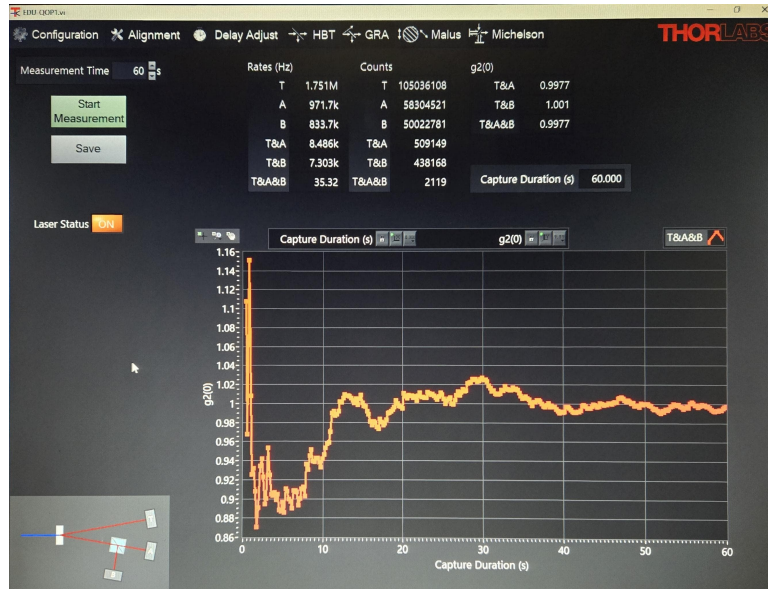 EDU-QOP1.vi
Configuration Alignment Delay Adjust HBT GRA Malus Michelson THORLABS
Measurement Time 60 s
Start
Measurement
Save
Laser Status ON
Rates (Hz) Counts g2(0)
T 1.751M T 105036108 T&A 0.9977
A 971.7k A 58304521 T&B 1.001
B 833.7k B 50022781 T&A&B 0.9977
T&A 8.486k T&A 509149
T&B 7.303k T&B 438168
T&A&B 35.32 T&A&B 2119
Capture Duration (s) 60.000
Capture Duration (s) g2(0) T&A&B
1.16
1.14
1.12
1.1
1.08
1.06
1.04
1.02
1
0.98
0.96
0.94
0.92
0.9
0.88
0.86
g2(0)
0 10 20 30 40 50 60
Capture Duration (s)
T
A
B